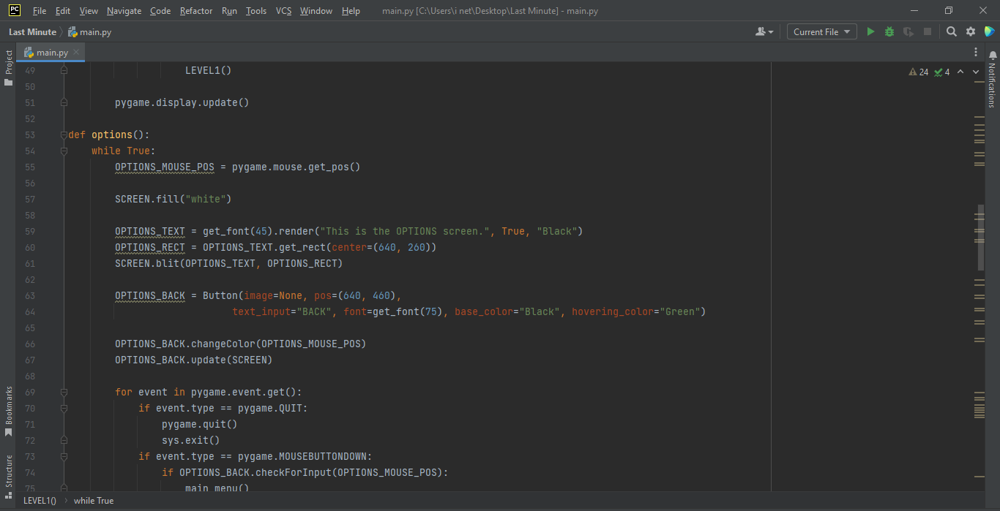 PC File Edit View Navigate Code Refactor Run Tools VCS Window Help main.py [C:\Users\i net\Desktop\Last Minute] - main.py
Last Minute main.py Current File
main.py
Project
Notifications
24 4
49 LEVEL1()
50
51 pygame.display.update()
52
53 def options():
54 while True:
55 OPTIONS_MOUSE_POS = pygame.mouse.get_pos()
56
57 SCREEN.fill("white")
58
59 OPTIONS_TEXT = get_font(45).render("This is the OPTIONS screen.", True, "Black")
60 OPTIONS_RECT = OPTIONS_TEXT.get_rect(center=(640, 260))
61 SCREEN.blit(OPTIONS_TEXT, OPTIONS_RECT)
62
63 OPTIONS_BACK = Button(image=None, pos=(640, 460),
64 text_input="BACK", font=get_font(75), base_color="Black", hovering_color="Green")
65
66 OPTIONS_BACK.changeColor(OPTIONS_MOUSE_POS)
67 OPTIONS_BACK.update(SCREEN)
68
69 for event in pygame.event.get():
70 if event.type == pygame.QUIT:
71 pygame.quit()
72 sys.exit()
73 if event.type == pygame.MOUSEBUTTONDOWN:
74 if OPTIONS_BACK.checkForInput(OPTIONS_MOUSE_POS):
75 main_menu()
Bookmarks
Structure
LEVEL1() while True